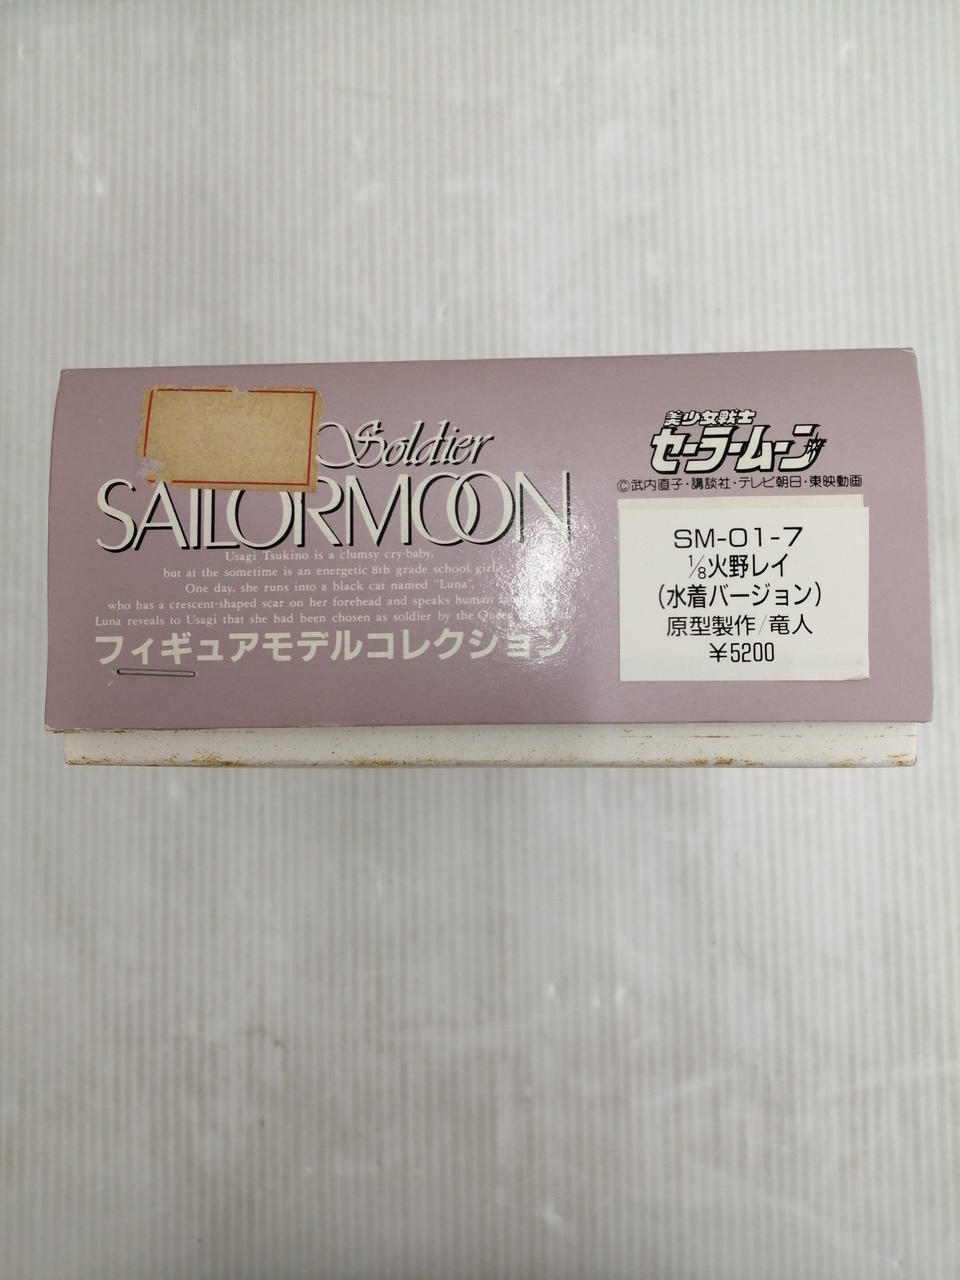 Soldier
SAILORMOON
Usagi Tsukino is a clumsy cry-baby,
but at the sometime is an energetic 8th grade school girl.
One day, she runs into a black cat named "Luna",
who has a crescent-shaped scar on her forehead and speaks human
Luna reveals to Usagi that she had been chosen as soldier by the Queen
フィギュアモデルコレクション
美少女戦士
セーラームーンR
©武内直子・講談社・テレビ朝日・東映動画
SM-01-7
1/8火野レイ
(水着バージョン)
原型製作/竜人
¥5200